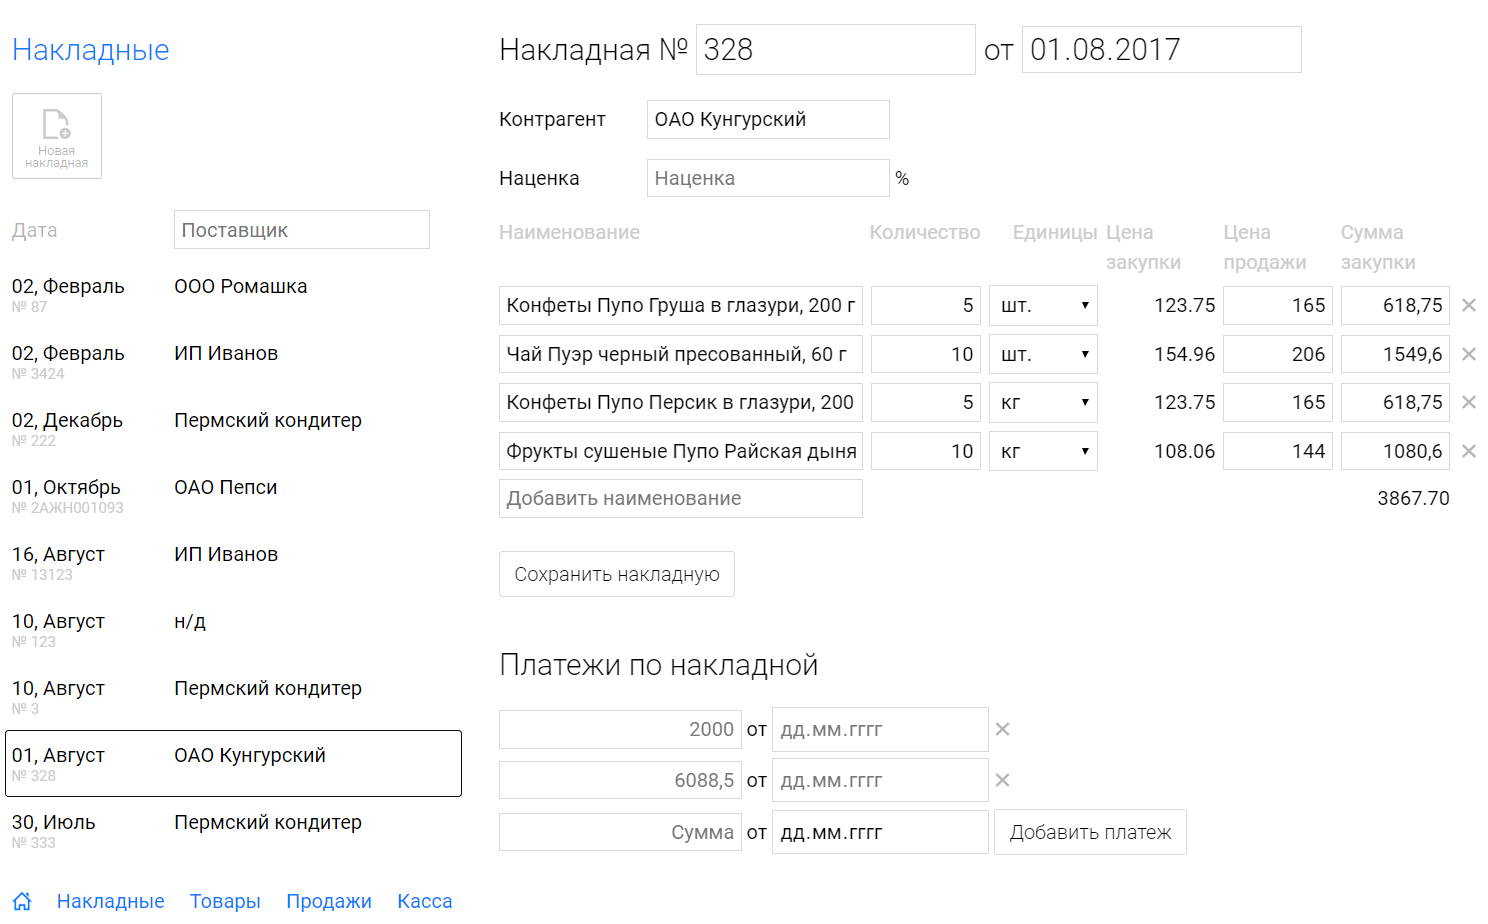 Накладные
Новая
накладная
Дата Поставщик
02, Февраль ООО Ромашка
№ 87
02, Февраль ИП Иванов
№ 3424
02, Декабрь Пермский кондитер
№ 222
01, Октябрь ОАО Пепси
№ 2АЖН001093
16, Август ИП Иванов
№ 13123
10, Август н/д
№ 123
10, Август Пермский кондитер
№ 3
01, Август ОАО Кунгурский
№ 328
30, Июль Пермский кондитер
№ 333
Накладные Товары Продажи Касса
Накладная № 328 от 01.08.2017
Контрагент ОАО Кунгурский
Наценка Наценка %
Наименование Количество Единицы Цена закупки Цена продажи Сумма закупки
Конфеты Пупо Груша в глазури, 200 г 5 шт. 123.75 165 618,75
Чай Пуэр черный пресованный, 60 г 10 шт. 154.96 206 1549,6
Конфеты Пупо Персик в глазури, 200 5 кг 123.75 165 618,75
Фрукты сушеные Пупо Райская дыня 10 кг 108.06 144 1080,6
Добавить наименование 3867.70
Сохранить накладную
Платежи по накладной
2000 от дд.мм.гггг
6088,5 от дд.мм.гггг
Сумма от дд.мм.гггг Добавить платеж